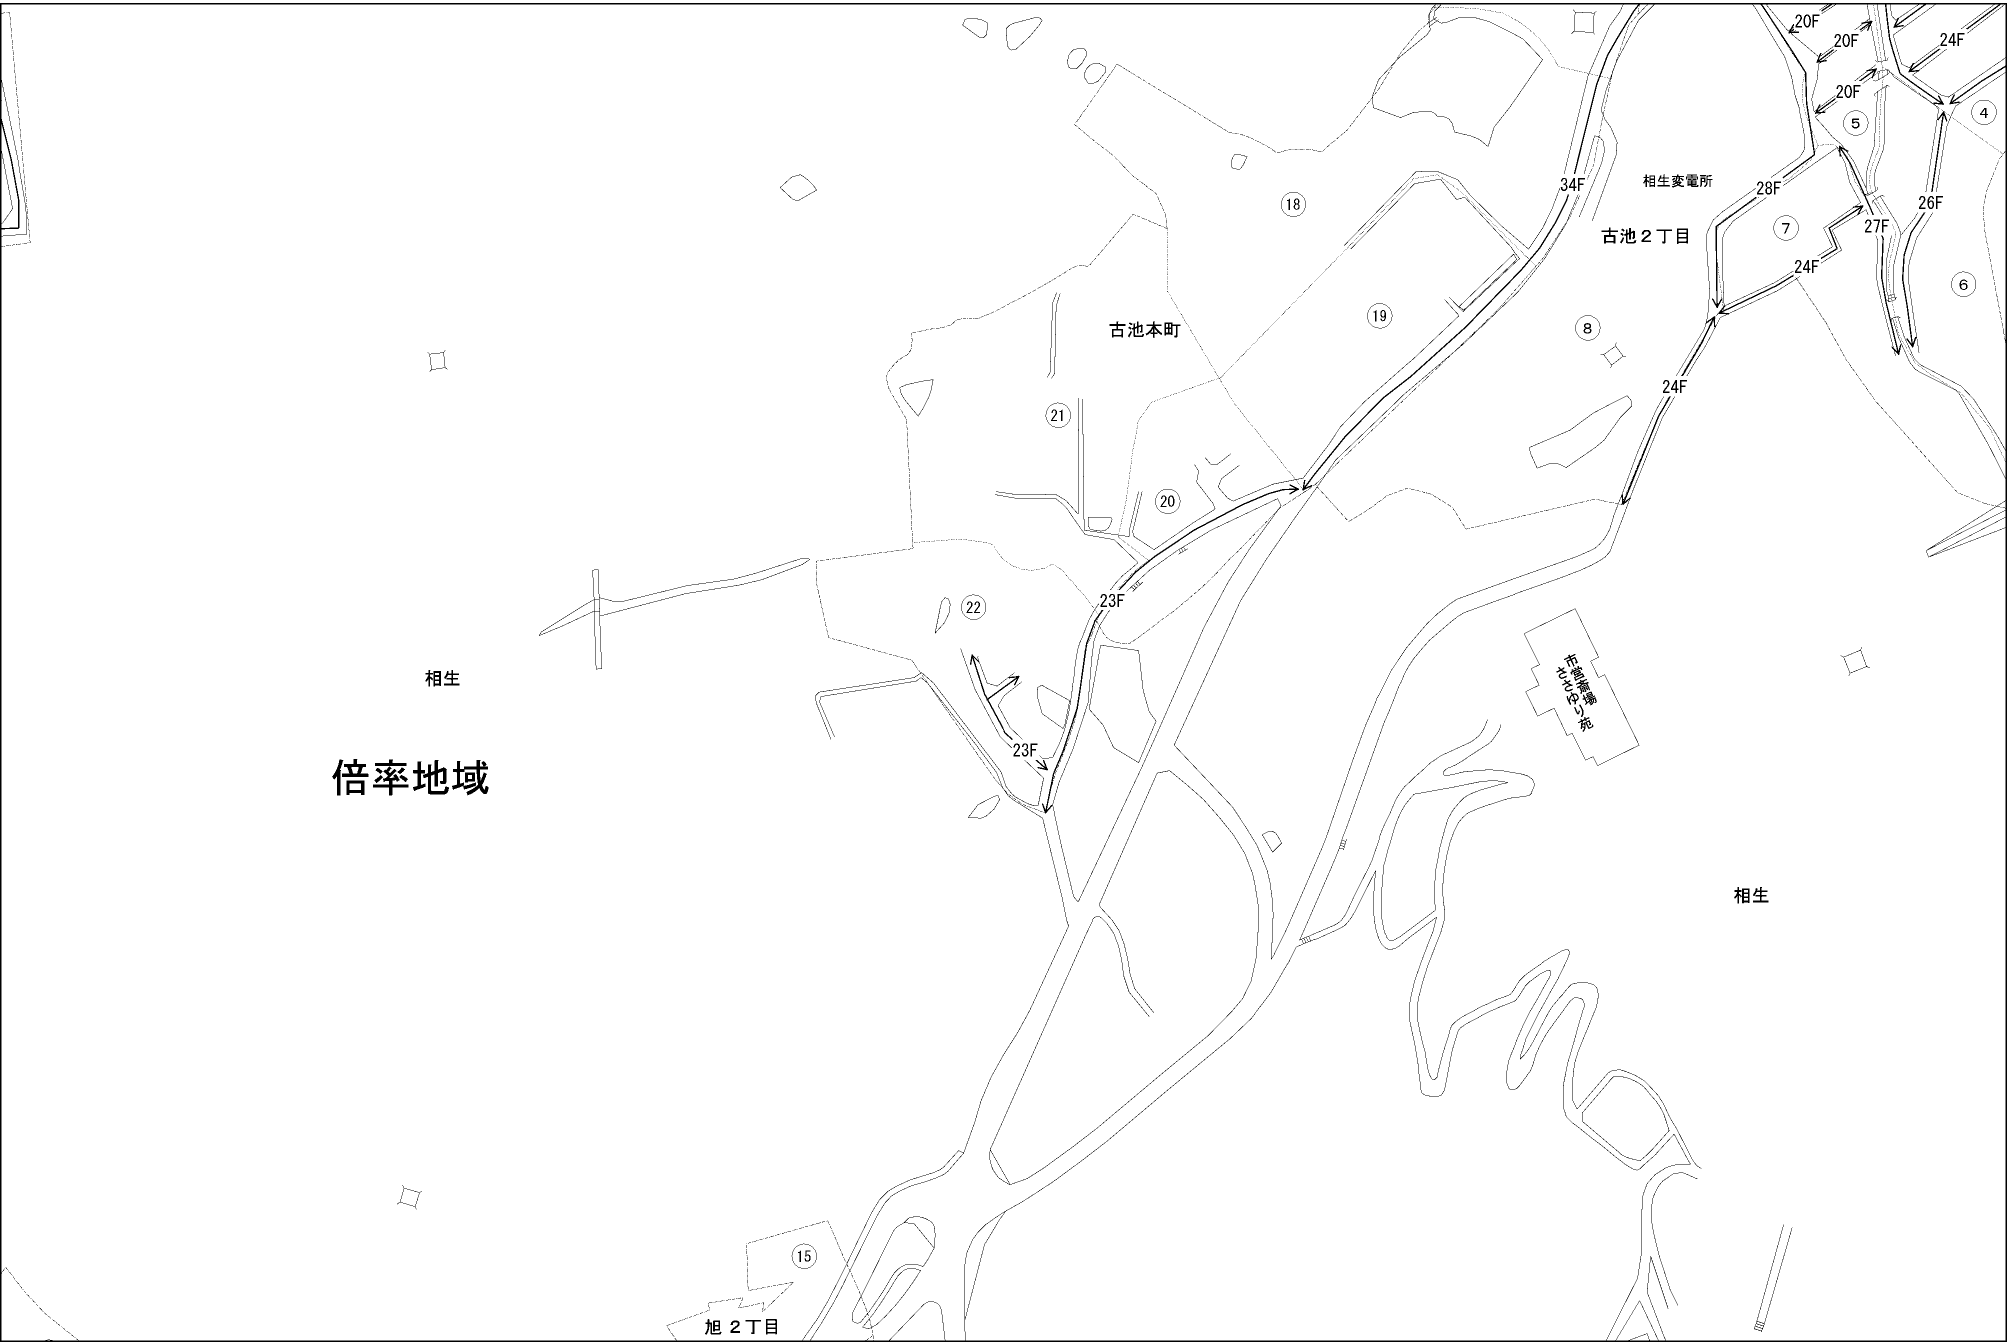 20F
20F
24F
20F
④
⑤
相生変電所
34F
28F
⑱
26F
⑦
27F
古池２丁目
24F
⑥
⑲
⑧
古池本町
24F
㉑
⑳
23F
㉒
相生
市営斎場
ささゆり苑
23F
倍率地域
相生
⑮
旭 ２丁目